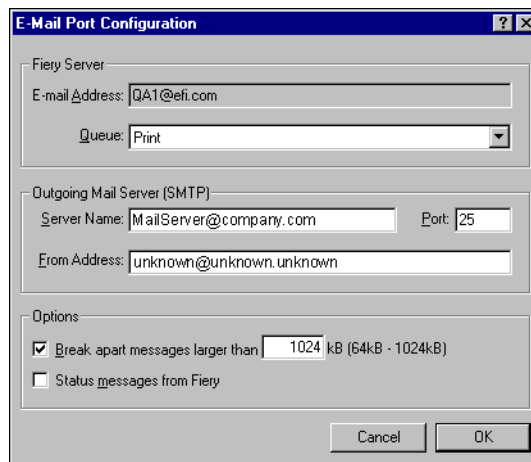 E-Mail Port Configuration ? ×
Fiery Server
E-mail Address: QA1@efi.com
Queue: Print
Outgoing Mail Server (SMTP)
Server Name: MailServer@company.com Port: 25
From Address: unknown@unknown.unknown
Options
Break apart messages larger than 1024 kB (64kB - 1024kB)
Status messages from Fiery
Cancel OK